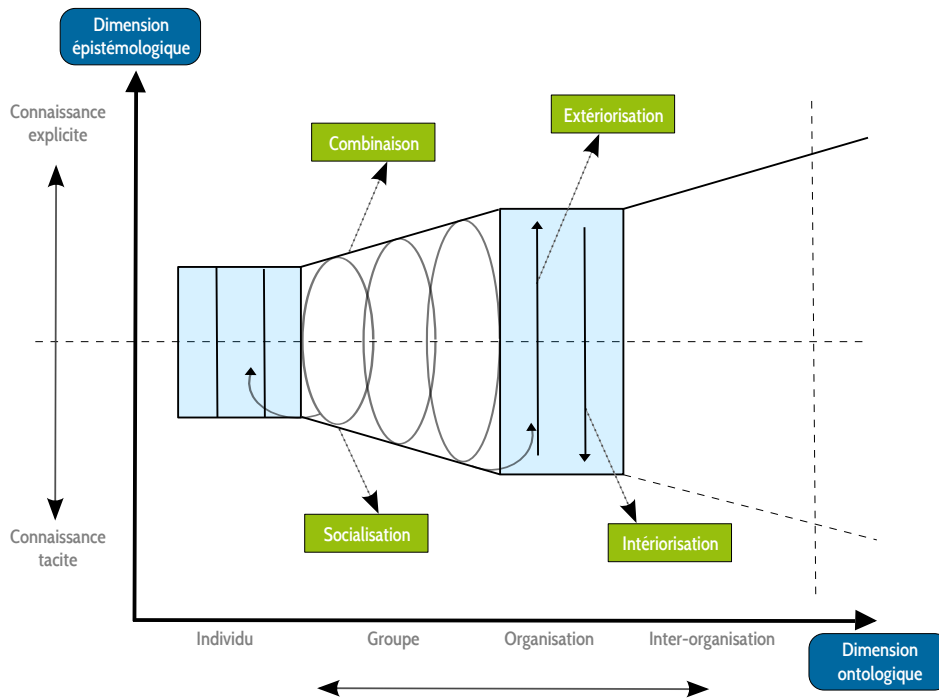 Dimension
épistémologique
Connaissance
explicite
Extériorisation
Combinaison
Socialisation
Intériorisation
Connaissance
tacite
Individu
Groupe
Organisation
Inter-organisation
Dimension
ontologique